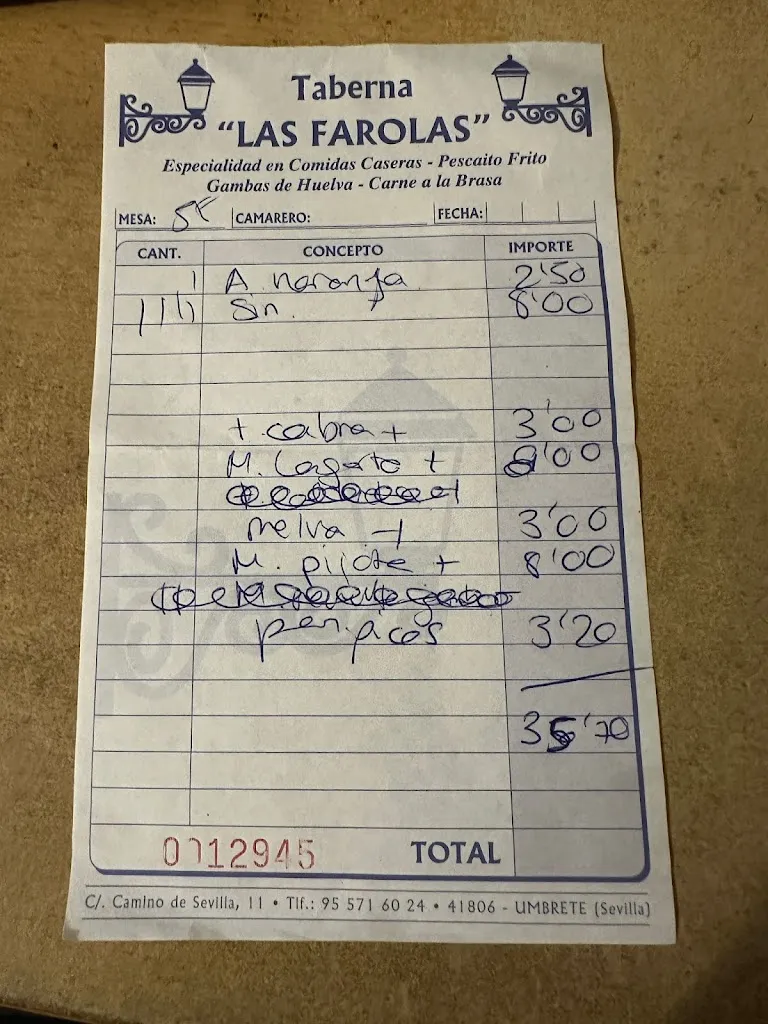 Taberna
"LAS FAROLAS"
Especialidad en Comidas Caseras - Pescaito Frito
Gambas de Huelva - Carne a la Brasa
MESA: CAMARERO: FECHA:
CANT. CONCEPTO IMPORTE
1 A naranja 2'50
1111 Sin 8'00
+ cabra + 3'00
M. Lagarto + 8'00
melva + 3'00
M. pijota + 8'00
pan. picos 3'20
35'70
0012945 TOTAL
C/. Camino de Sevilla, 11 • Tlf.: 95 571 60 24 • 41806 - UMBRETE (Sevilla)